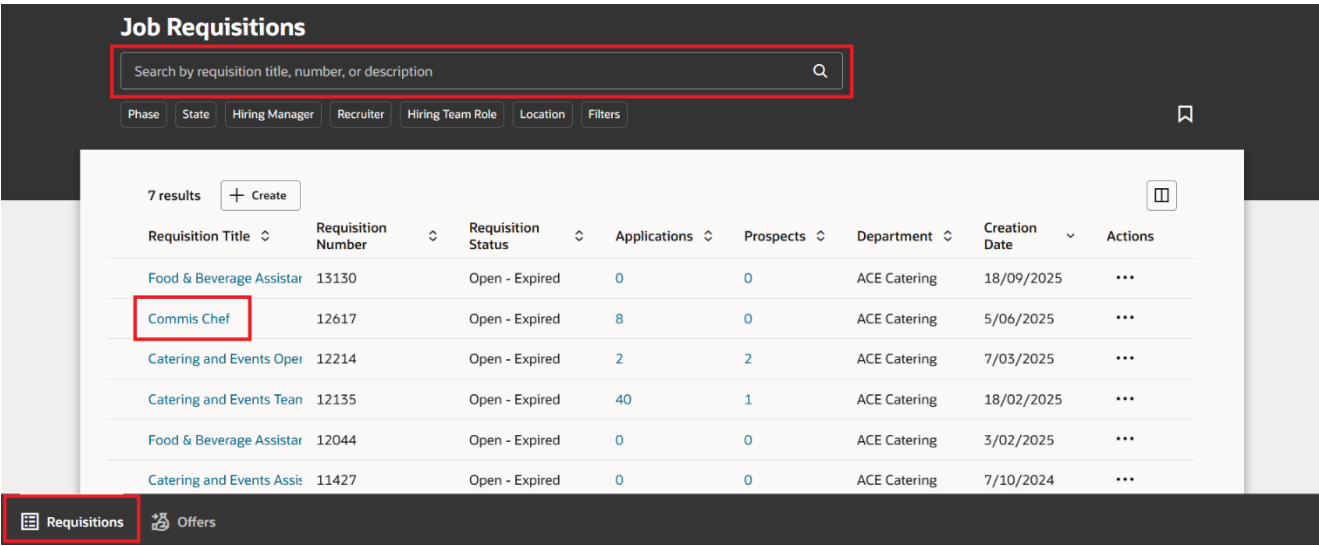 Job Requisitions
Search by requisition title, number, or description
Phase State Hiring Manager Recruiter Hiring Team Role Location Filters
7 results + Create
Requisition Title Requisition Number Requisition Status Applications Prospects Department Creation Date Actions
Food & Beverage Assistar 13130 Open - Expired 0 0 ACE Catering 18/09/2025 •••
Commis Chef 12617 Open - Expired 8 0 ACE Catering 5/06/2025 •••
Catering and Events Oper 12214 Open - Expired 2 2 ACE Catering 7/03/2025 •••
Catering and Events Tean 12135 Open - Expired 40 1 ACE Catering 18/02/2025 •••
Food & Beverage Assistar 12044 Open - Expired 0 0 ACE Catering 3/02/2025 •••
Catering and Events Assis 11427 Open - Expired 0 0 ACE Catering 7/10/2024 •••
Requisitions Offers